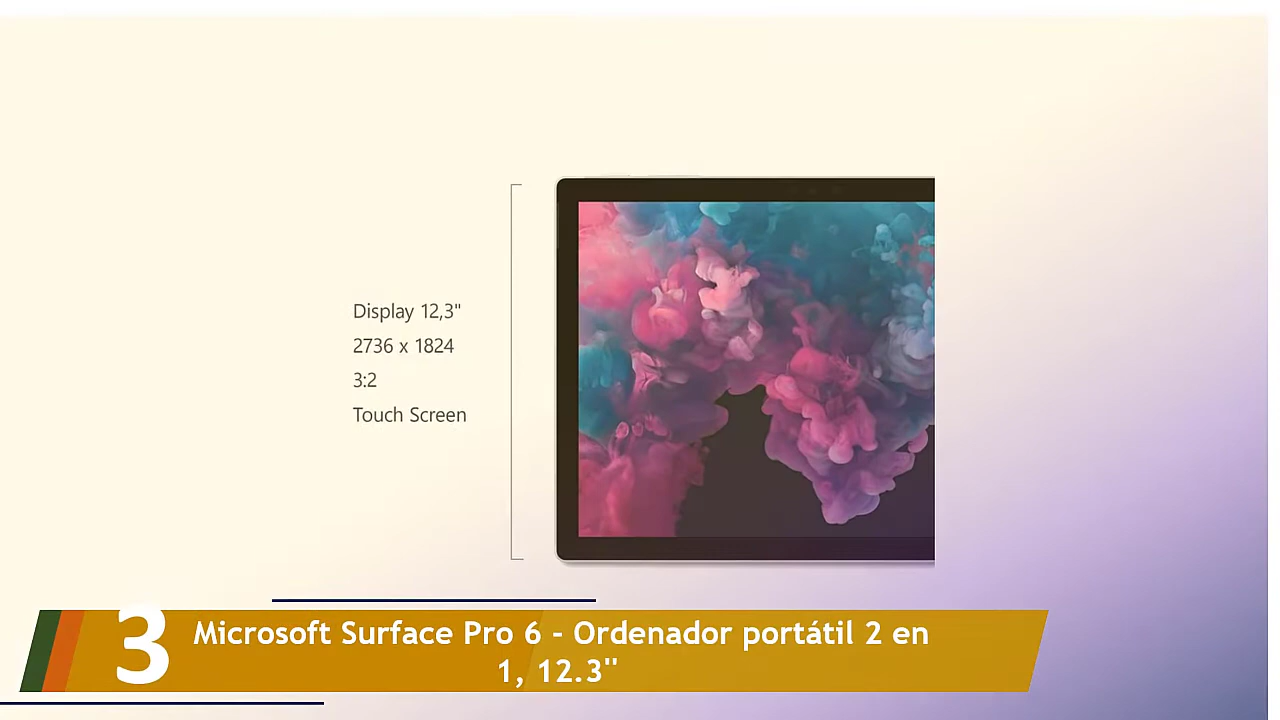 Display 12,3"
2736 x 1824
3:2
Touch Screen
3
Microsoft Surface Pro 6 - Ordenador portátil 2 en
1, 12.3"